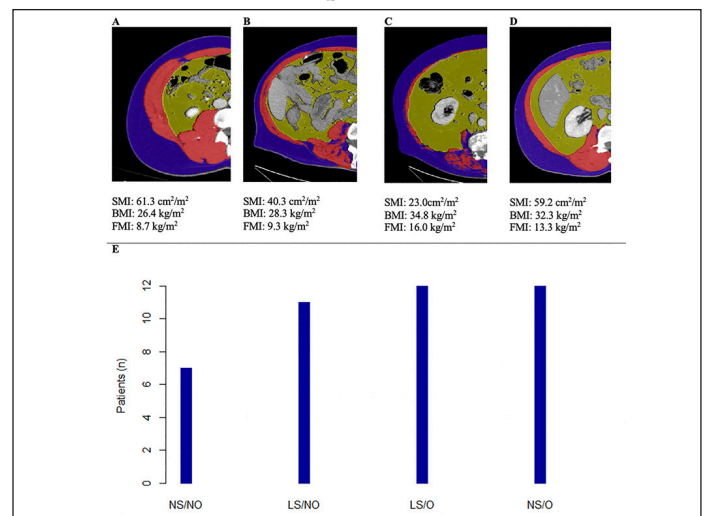 A B C D
SMI: 61.3 cm²/m² SMI: 40.3 cm²/m² SMI: 23.0cm²/m² SMI: 59.2 cm²/m²
BMI: 26.4 kg/m² BMI: 28.3 kg/m² BMI: 34.8 kg/m² BMI: 32.3 kg/m²
FMI: 8.7 kg/m² FMI: 9.3 kg/m² FMI: 16.0 kg/m² FMI: 13.3 kg/m²
E
12
10
8
6
4
2
0
Patients (n)
NS/NO LS/NO LS/O NS/O